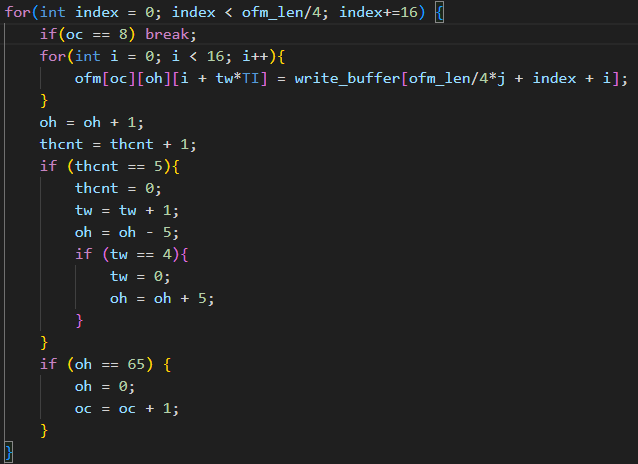 for(int index = 0; index < ofm_len/4; index+=16) {
    if(oc == 8) break;
    for(int i = 0; i < 16; i++){
        ofm[oc][oh][i + tw*TI] = write_buffer[ofm_len/4*j + index + i];
    }
    oh = oh + 1;
    thcnt = thcnt + 1;
    if (thcnt == 5){
        thcnt = 0;
        tw = tw + 1;
        oh = oh - 5;
        if (tw == 4){
            tw = 0;
            oh = oh + 5;
        }
    }
    if (oh == 65) {
        oh = 0;
        oc = oc + 1;
    }
}